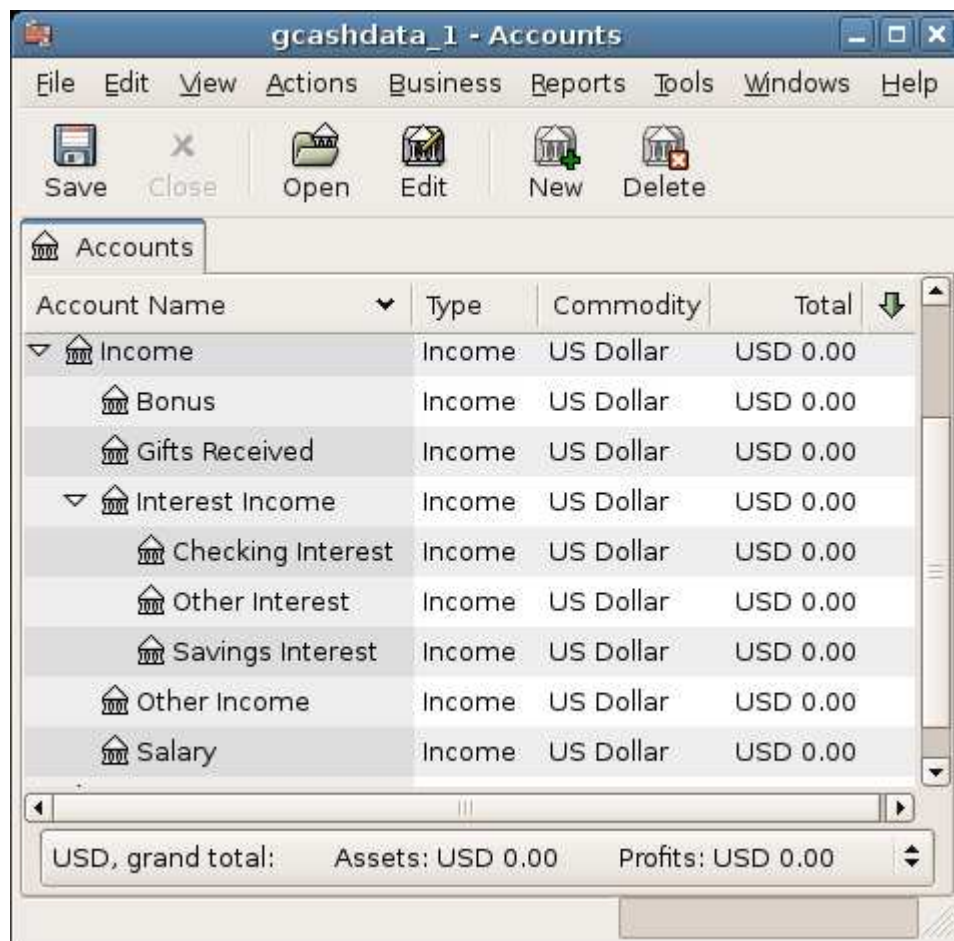 gcashdata_1 - Accounts
File Edit View Actions Business Reports Tools Windows Help
Save Close Open Edit New Delete
Accounts
Account Name Type Commodity Total
Income Income US Dollar USD 0.00
Bonus Income US Dollar USD 0.00
Gifts Received Income US Dollar USD 0.00
Interest Income Income US Dollar USD 0.00
Checking Interest Income US Dollar USD 0.00
Other Interest Income US Dollar USD 0.00
Savings Interest Income US Dollar USD 0.00
Other Income Income US Dollar USD 0.00
Salary Income US Dollar USD 0.00
USD, grand total: Assets: USD 0.00 Profits: USD 0.00